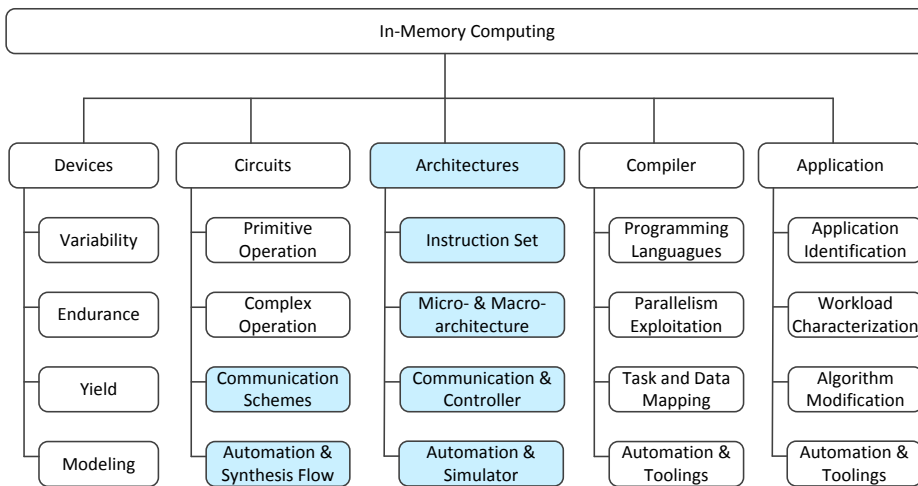 In-Memory Computing
Devices
Circuits
Architectures
Compiler
Application
Variability
Primitive
Operation
Instruction Set
Programming
Languagues
Application
Identification
Endurance
Complex
Operation
Micro- & Macro-
architecture
Parallelism
Exploitation
Workload
Characterization
Yield
Communication
Schemes
Communication &
Controller
Task and Data
Mapping
Algorithm
Modification
Modeling
Automation &
Synthesis Flow
Automation &
Simulator
Automation &
Toolings
Automation &
Toolings